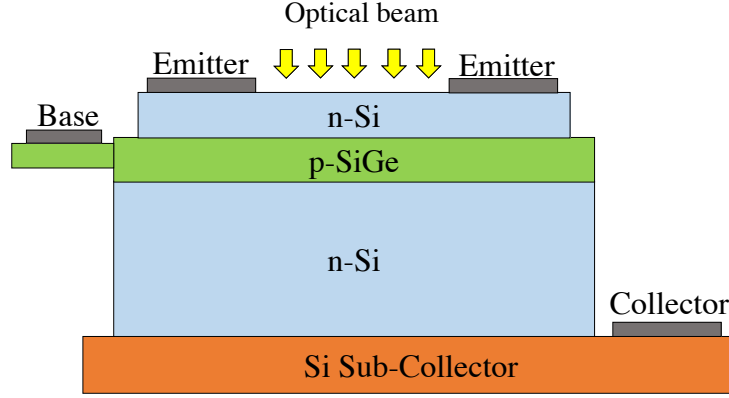 Optical beam
Emitter
Emitter
Base
n-Si
p-SiGe
n-Si
Collector
Si Sub-Collector